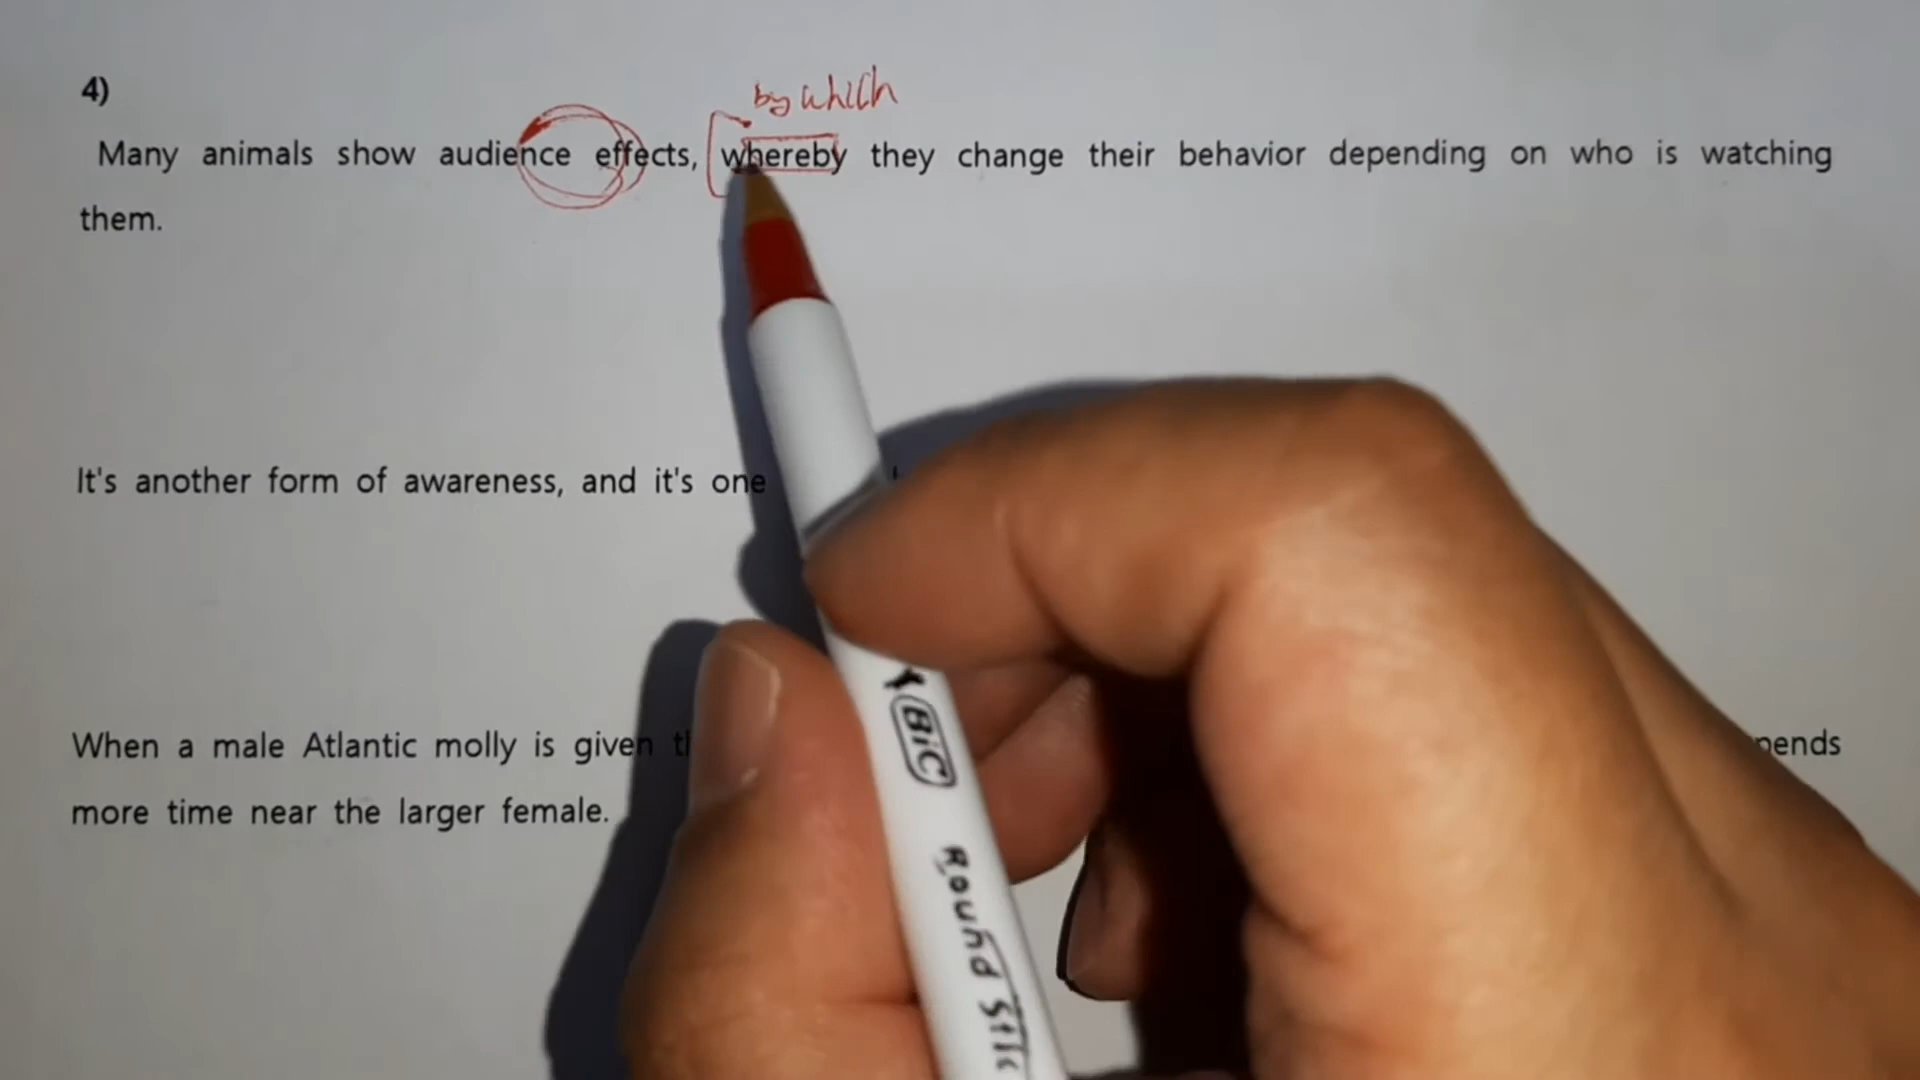 4)
by which
Many animals show audience effects, whereby they change their behavior depending on who is watching
them.
It's another form of awareness, and it's one
When a male Atlantic molly is given
more time near the larger female.
BiC
Round Stic